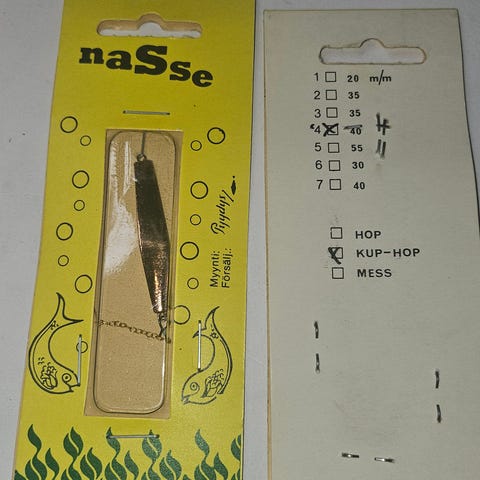 naSse
Pyydys
Myynti:
Försälj.:
1 20 m/m
2 35
3 35
4 40
5 55
6 30
7 40
HOP
KUP-HOP
MESS